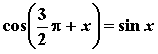 cos(3/2 π + x) = sin x